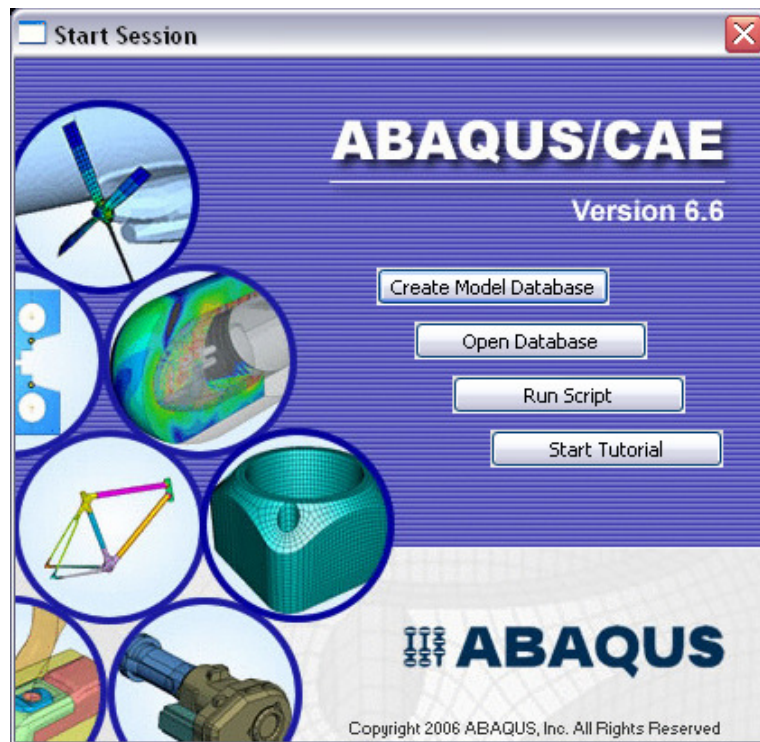 Start Session
ABAQUS/CAE
Version 6.6
Create Model Database
Open Database
Run Script
Start Tutorial
ABAQUS
Copyright 2006 ABAQUS, Inc. All Rights Reserved